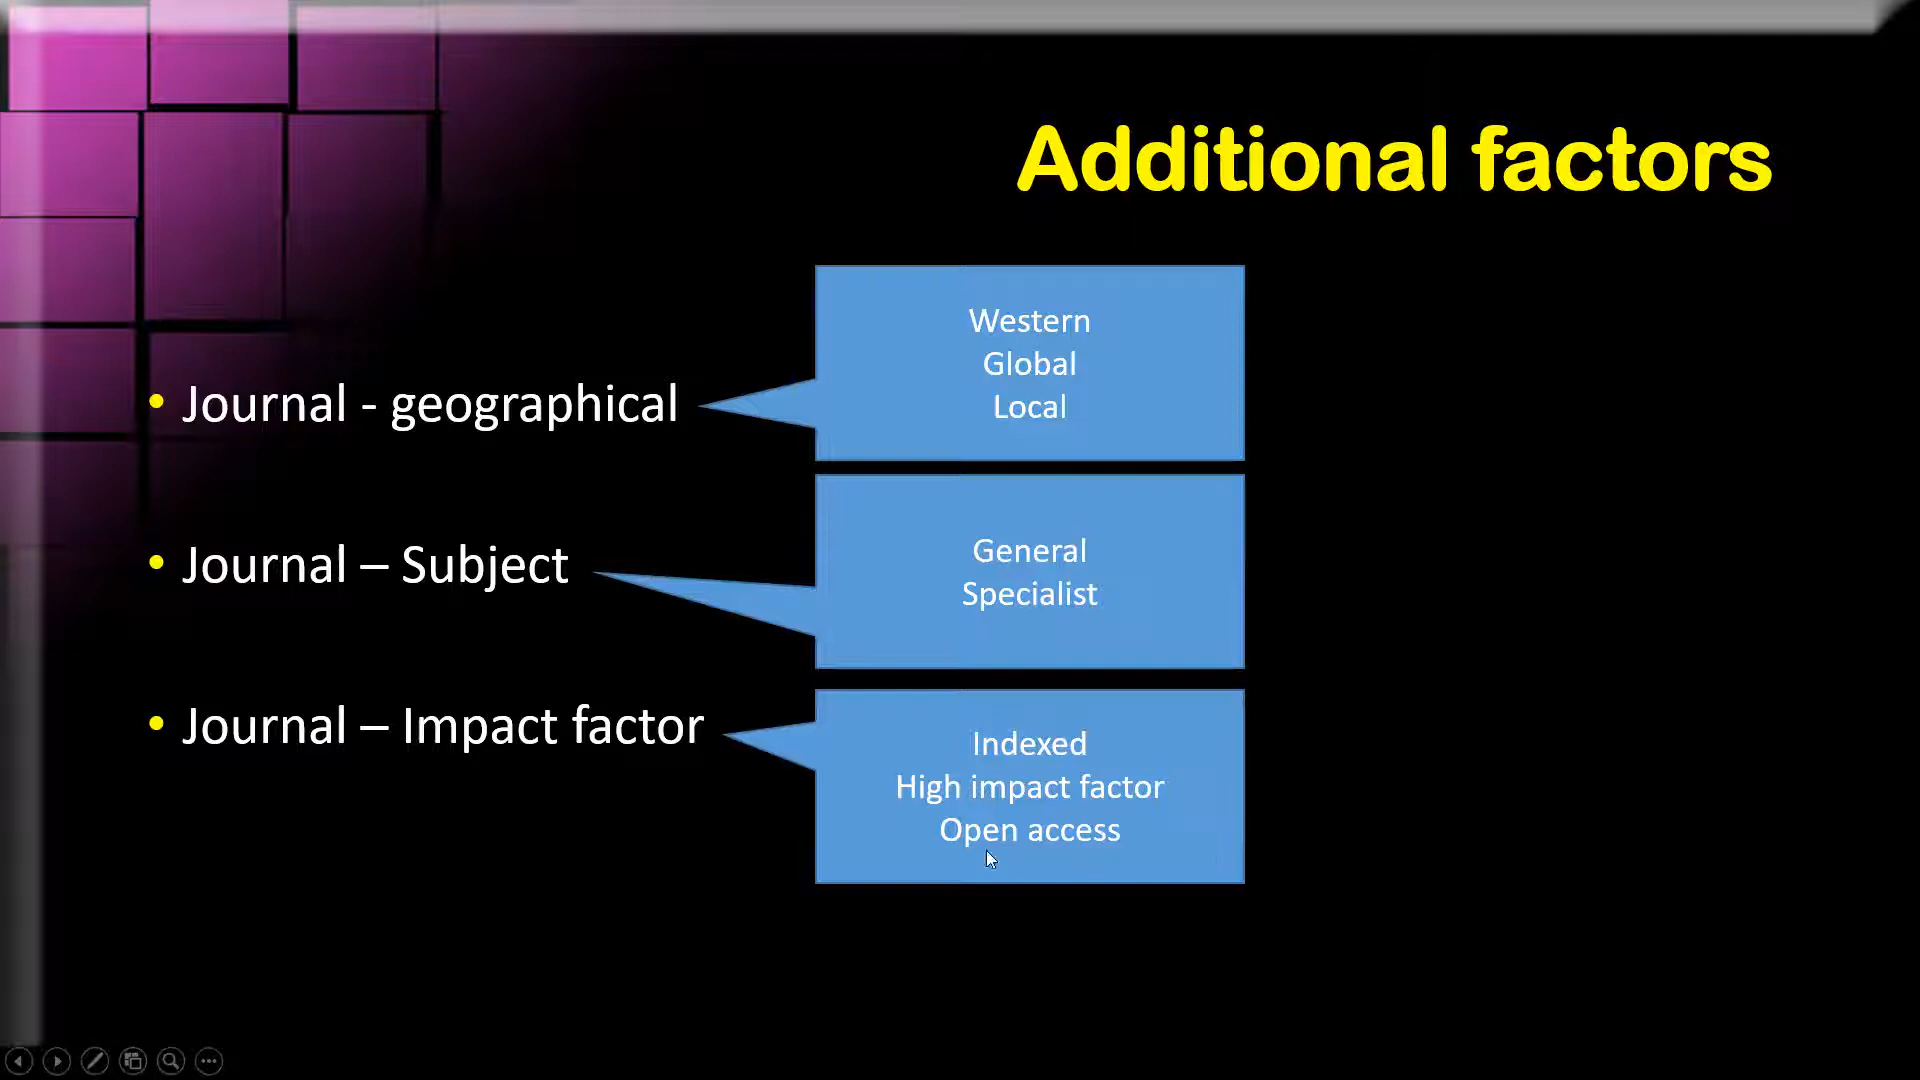 Additional factors
• Journal - geographical
Western
Global
Local
• Journal – Subject
General
Specialist
• Journal – Impact factor
Indexed
High impact factor
Open access